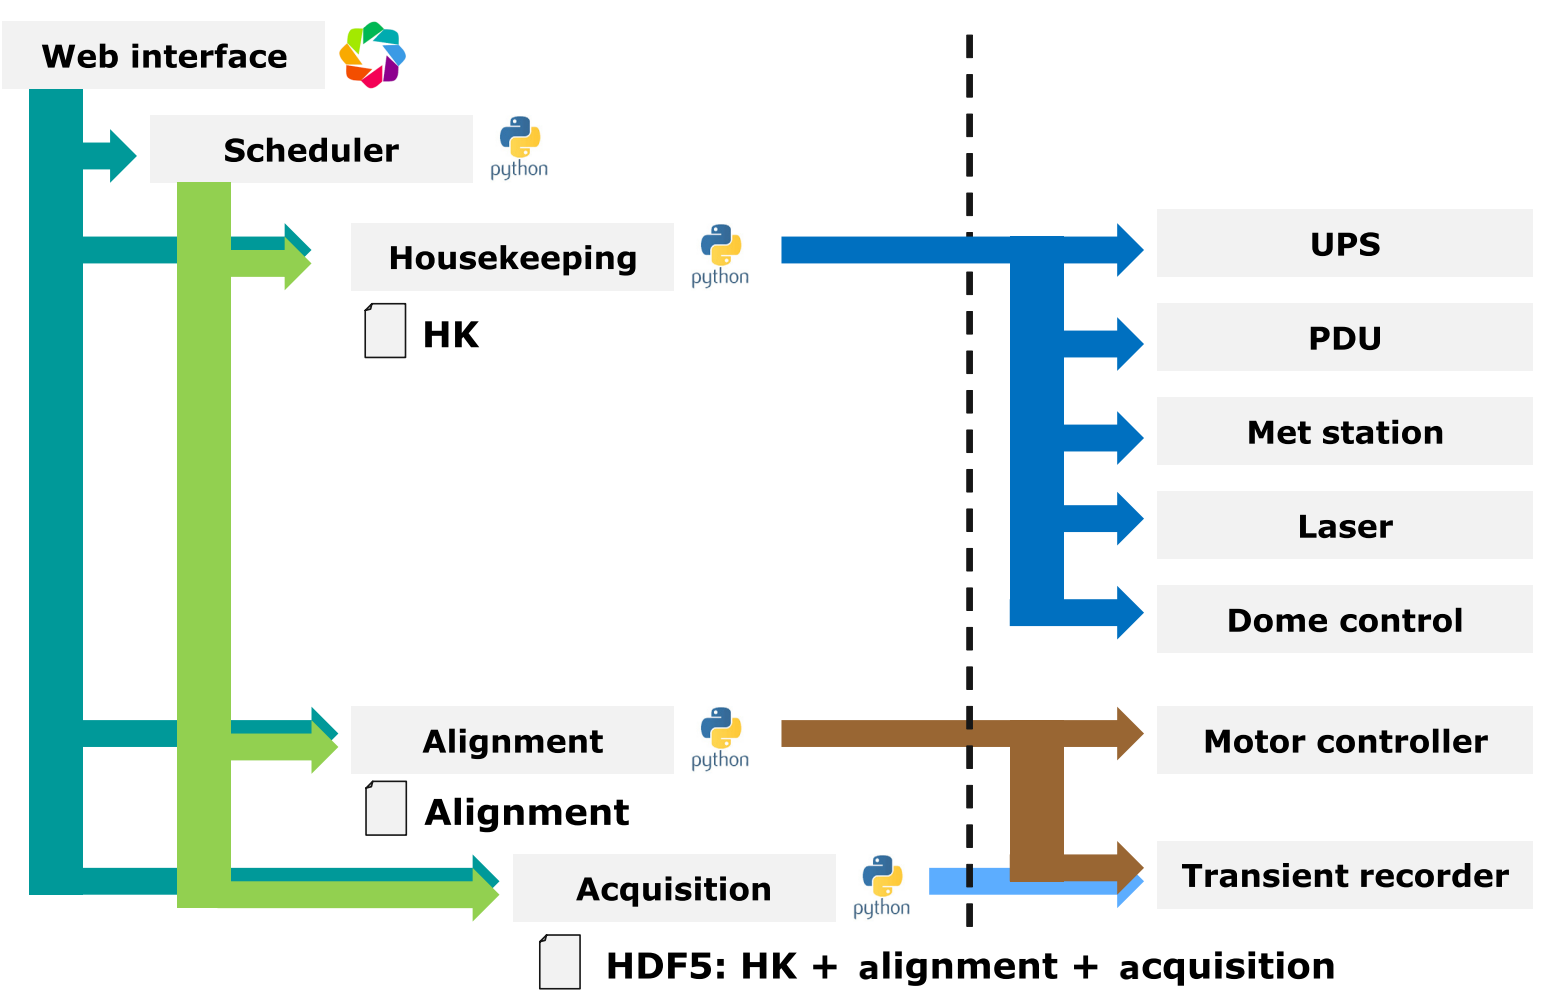 Web interface
Scheduler
python
Housekeeping
python
HK
UPS
PDU
Met station
Laser
Dome control
Alignment
python
Alignment
Motor controller
Acquisition
python
Transient recorder
HDF5: HK + alignment + acquisition